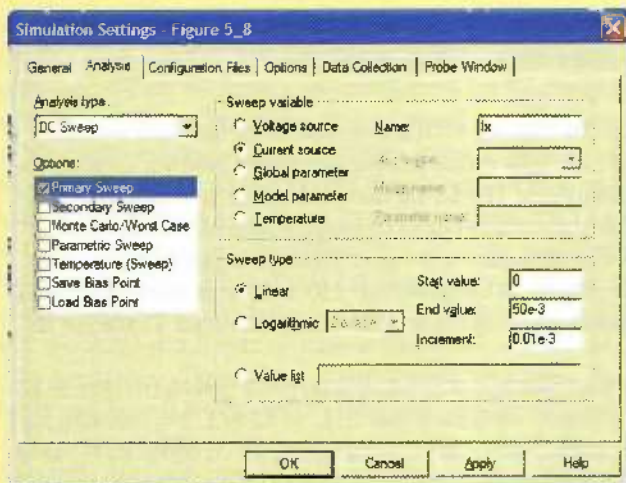 Simulation Settings - Figure 5_8
General
Analysis
Configuration Files
Options
Data Collection
Probe Window
Analysis type:
DC Sweep
Options:
Primary Sweep
Secondary Sweep
Monte Carlo/Worst Case
Parametric Sweep
Temperature (Sweep)
Save Bias Point
Load Bias Point
Sweep variable
Voltage source
Current source
Global parameter
Model parameter
Temperature
Name:
Ix
Sweep type
Linear
Logarithmic
Value list
Start value:
0
End value:
50e-3
Increment:
0.01e-3
OK
Cancel
Apply
Help